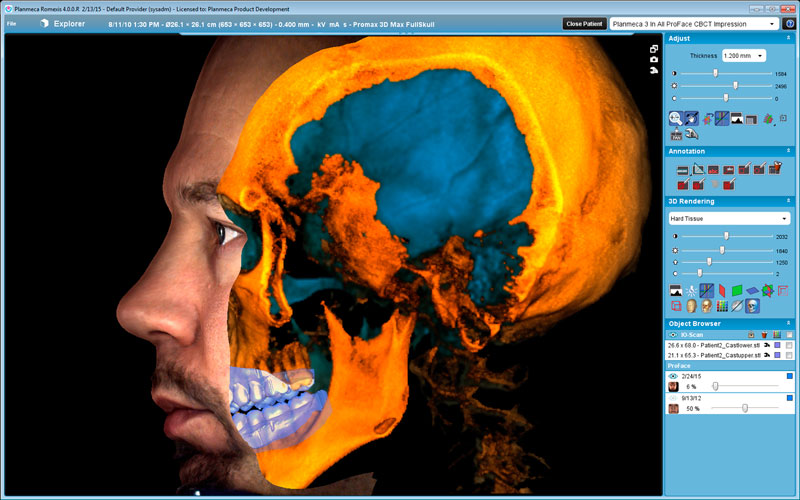 Planmeca Romexis 4.0.0.R 2/13/15 - Default Provider (sysadm) - Licensed to: Planmeca Product Development
File
Explorer
8/11/10 1:30 PM - Ø26.1 × 26.1 cm (653 × 653 × 653) - 0.400 mm - kV mA s - Promax 3D Max FullSkull
Close Patient
Planmeca 3 In All ProFace CBCT Impression
Adjust
Thickness 1.200 mm
1584
2496
0
Annotation
3D Rendering
Hard Tissue
2032
1840
1250
2
Object Browser
IO-Scan
26.6 x 68.0 - Patient2_Castlower.stl
21.1 x 65.3 - Patient2_Castupper.stl
Proface
2/24/15
6 %
9/13/12
50 %